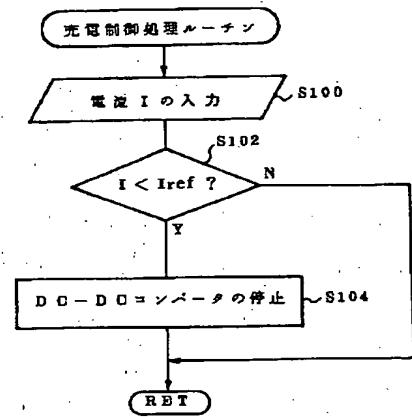 充電制御処理ルーチン
電流Iの入力
S100
S102
I < Iref ?
N
Y
DC-DCコンバータの停止
S104
RET